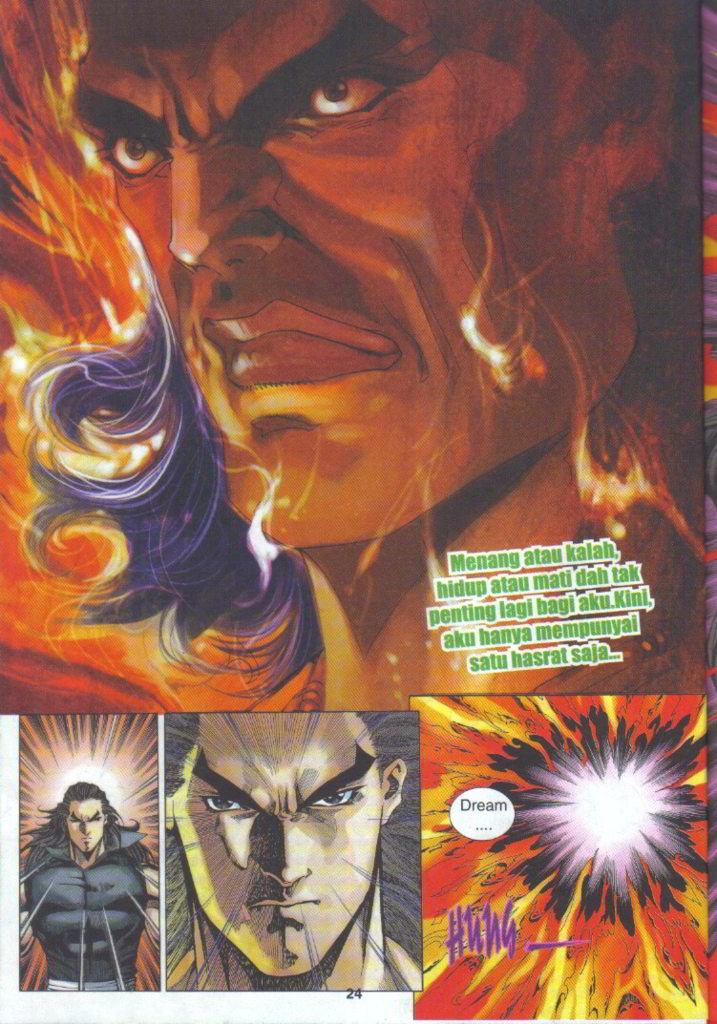 Menang atau kalah,
hidup atau mati dah tak
penting lagi bagi aku.Kini,
aku hanya mempunyai
satu hasrat saja...
Dream
....
HUNG
24